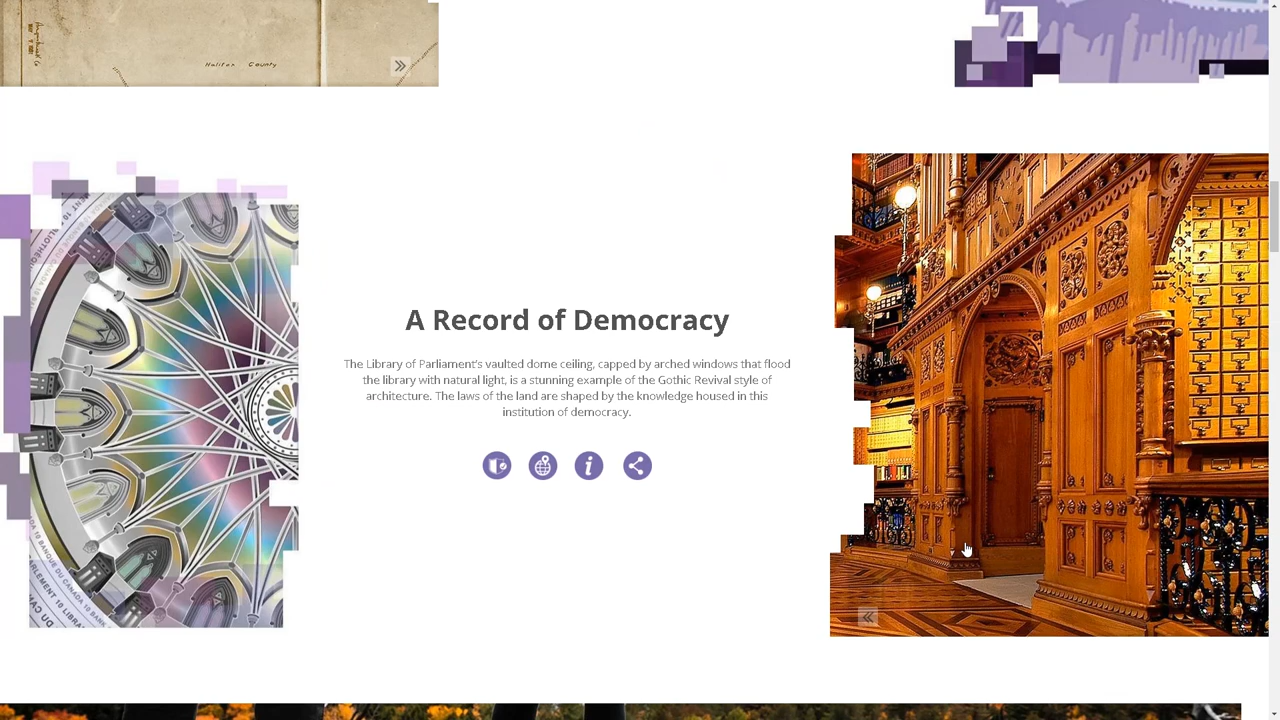 Halifax County
A Record of Democracy
The Library of Parliament's vaulted dome ceiling, capped by arched windows that flood
the library with natural light, is a stunning example of the Gothic Revival style of
architecture. The laws of the land are shaped by the knowledge housed in this
institution of democracy.